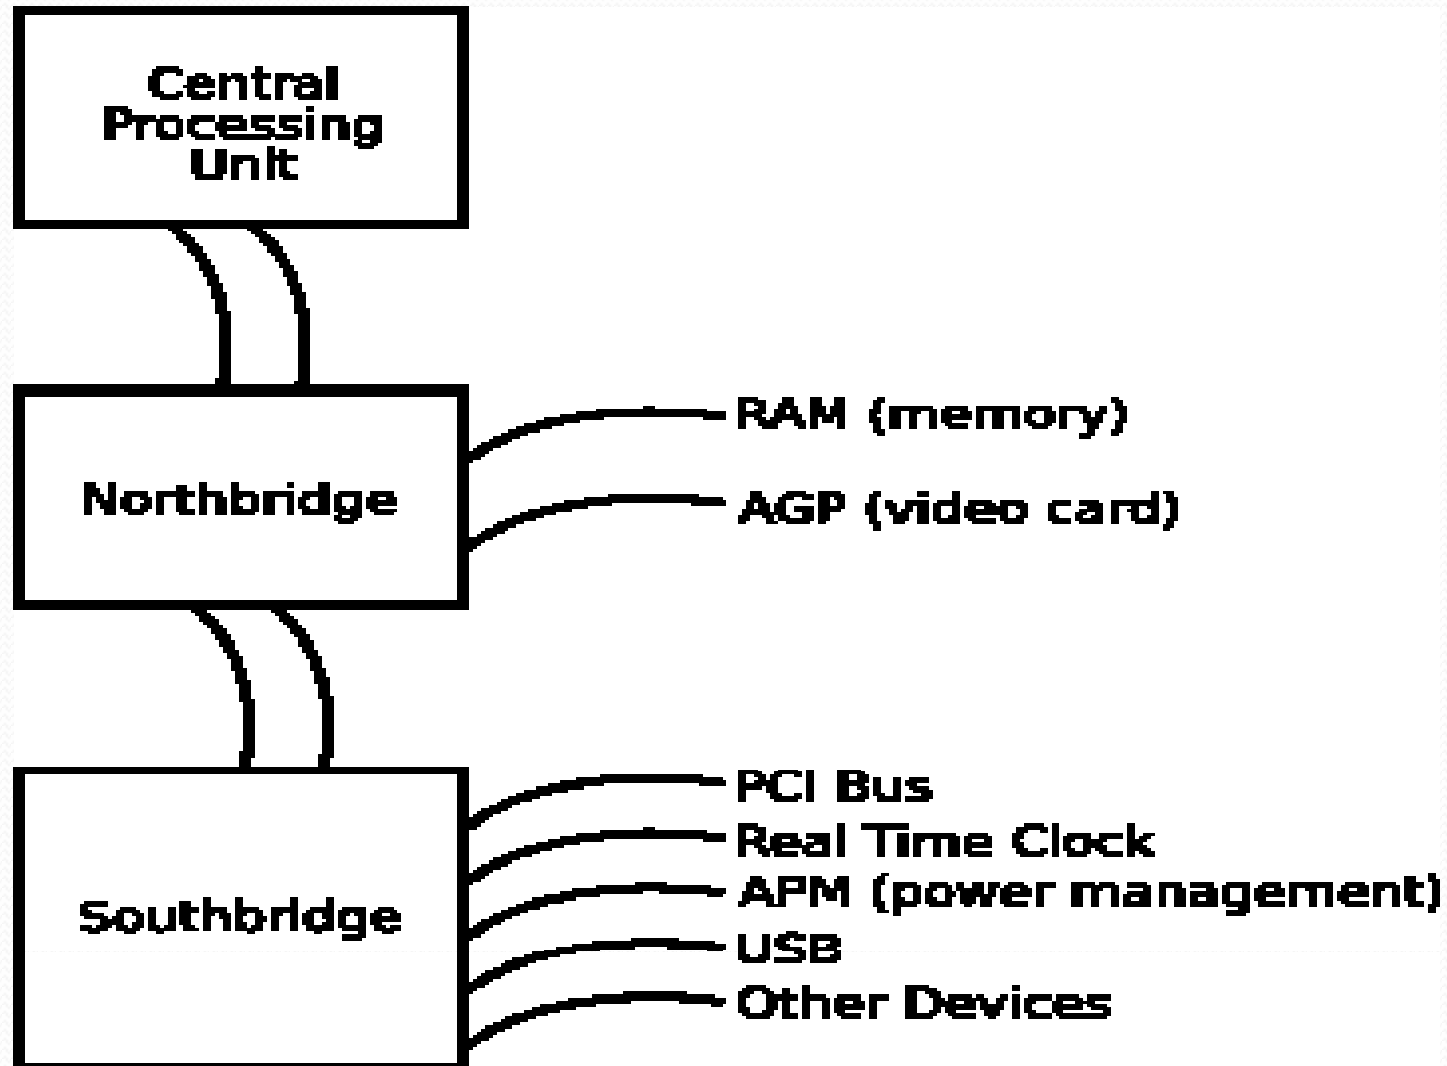 Central
Processing
Unit
Northbridge
RAM (memory)
AGP (video card)
Southbridge
PCI Bus
Real Time Clock
APM (power management)
USB
Other Devices